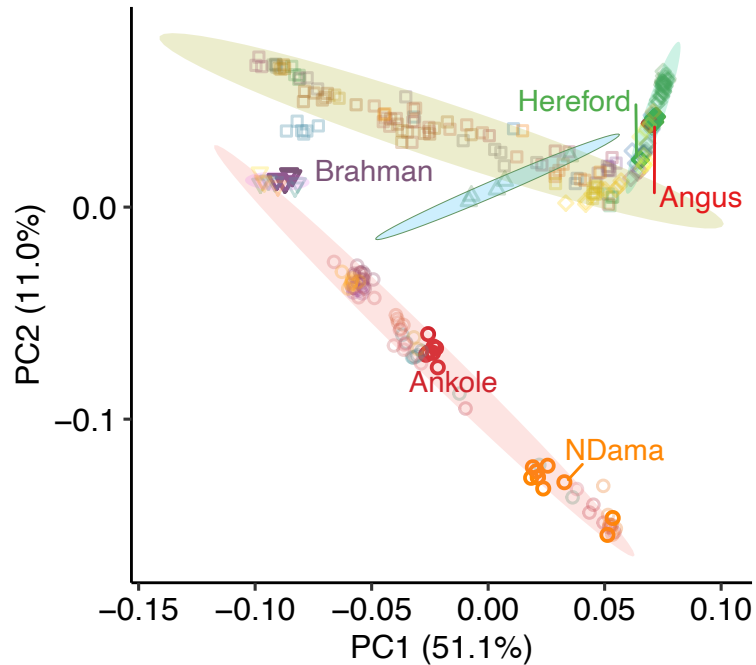 Hereford
Brahman
Angus
0.0
PC2 (11.0%)
Ankole
−0.1
NDama
−0.15 −0.10 −0.05 0.00 0.05 0.10
PC1 (51.1%)